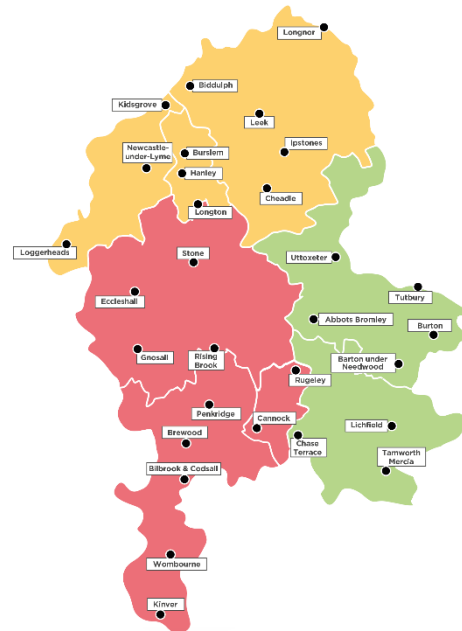 Longnor
Biddulph
Kidsgrove
Leek
Newcastle-
under-Lyme
Burslem
Ipstones
Hanley
Cheadle
Longton
Loggerheads
Stone
Uttoxeter
Eccleshall
Tutbury
Abbots Bromley
Burton
Gnosall
Rising
Brook
Barton under
Needwood
Rugeley
Penkridge
Cannock
Brewood
Lichfield
Chase
Terrace
Tamworth
Mercia
Bilbrook & Codsall
Wombourne
Kinver